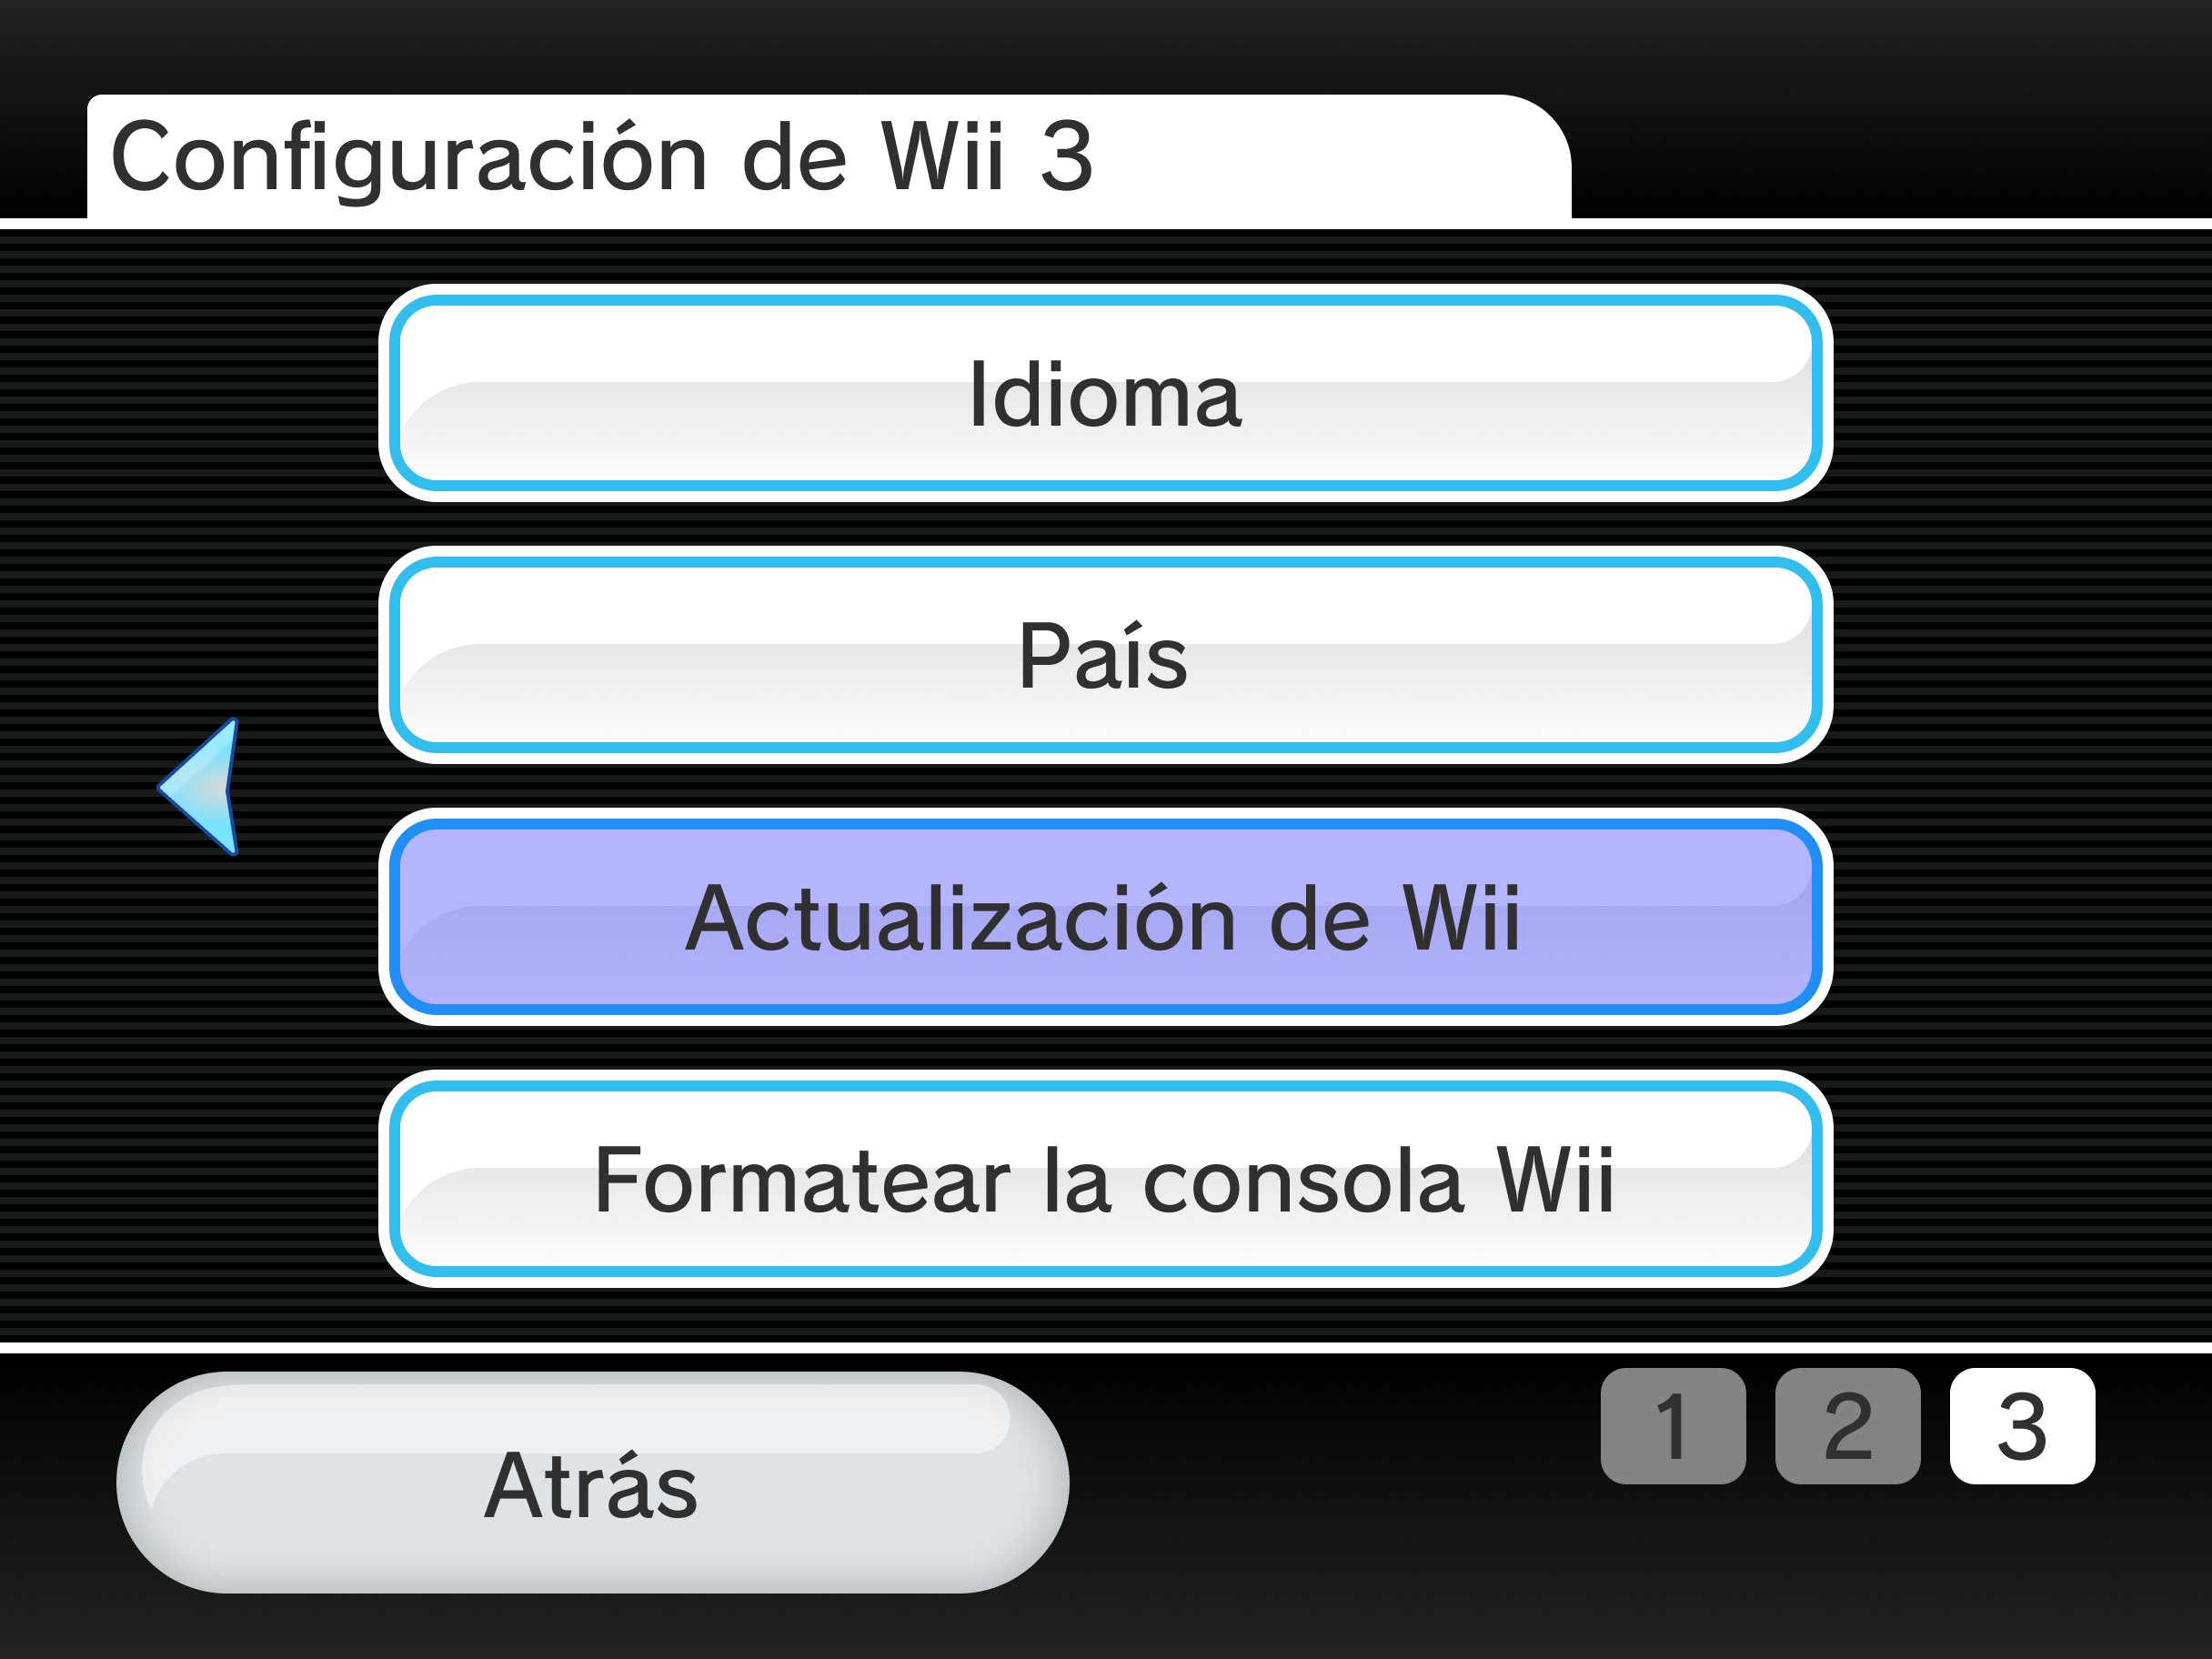 Configuración de Wii 3
Idioma
País
Actualización de Wii
Formatear la consola Wii
Atrás
1 2 3